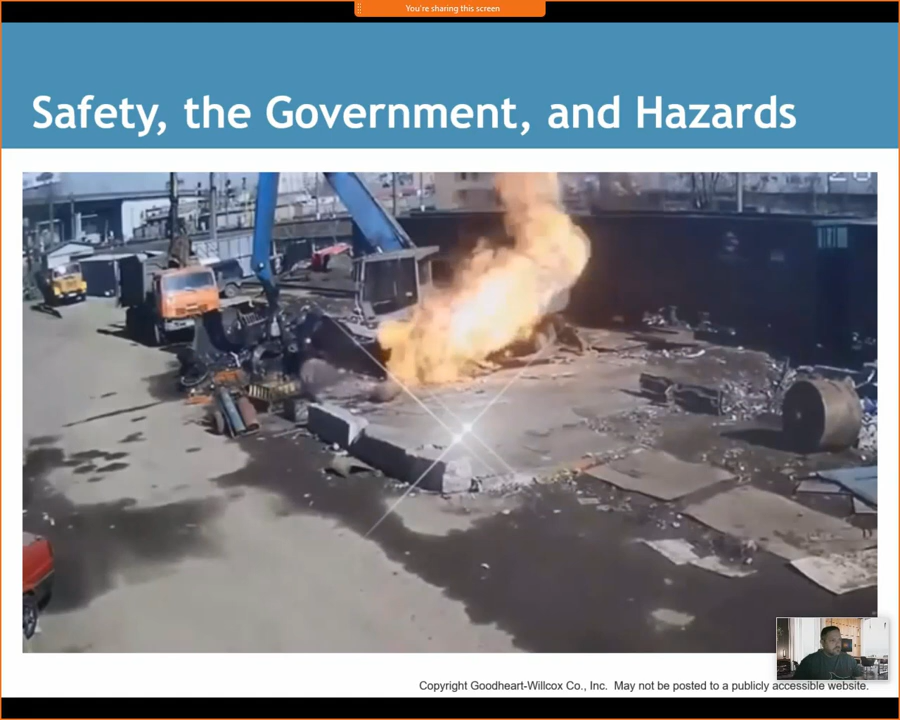 You're sharing this screen
Safety, the Government, and Hazards
Copyright Goodheart-Willcox Co., Inc. May not be posted to a publicly accessible website.